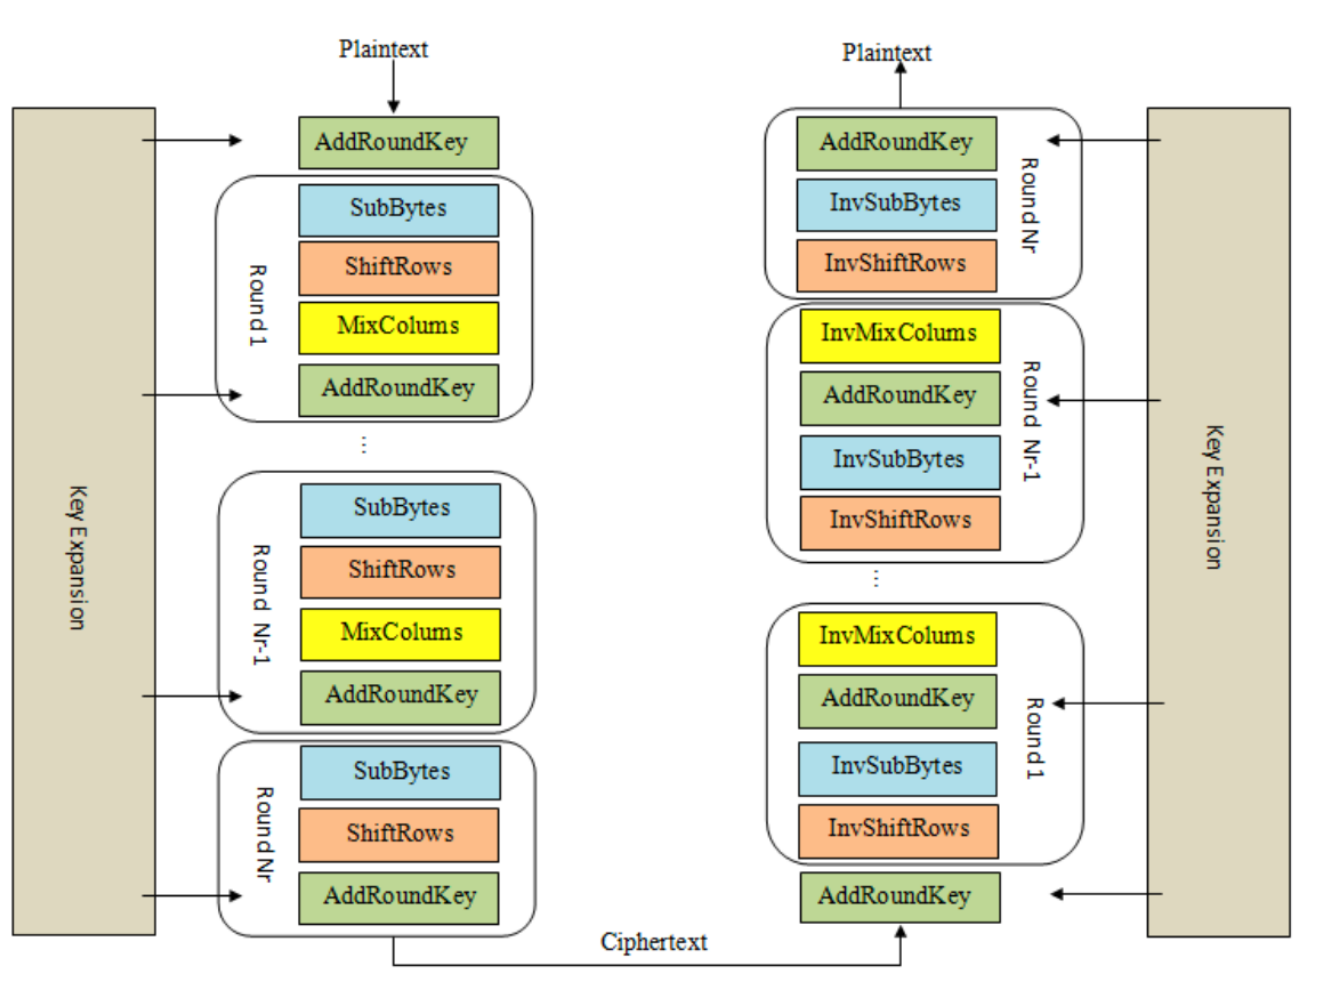 Plaintext
AddRoundKey
SubBytes
ShiftRows
MixColums
AddRoundKey
Round 1
...
SubBytes
ShiftRows
MixColums
AddRoundKey
Round Nr-1
SubBytes
ShiftRows
AddRoundKey
Round Nr
Key Expansion
Ciphertext
Plaintext
AddRoundKey
InvSubBytes
InvShiftRows
Round Nr
InvMixColums
AddRoundKey
InvSubBytes
InvShiftRows
Round Nr-1
...
InvMixColums
AddRoundKey
InvSubBytes
InvShiftRows
Round 1
AddRoundKey
Key Expansion